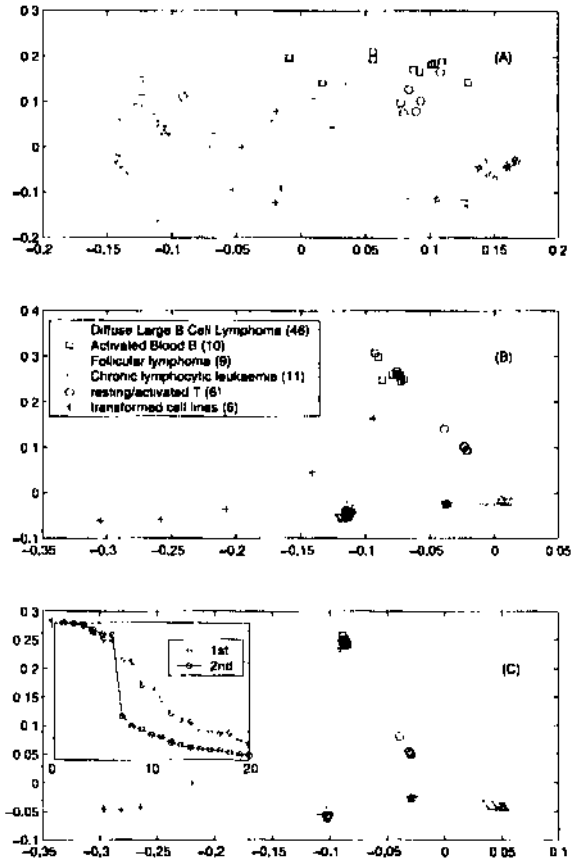 0.3
(A)
0.2
0.1
0
−0.1
−0.2
−0.2 −0.15 −0.1 −0.05 0 0.05 0.1 0.15 0.2
0.4
Diffuse Large B Cell Lymphoma (46)
(B)
Activated Blood B (10)
0.3
Follicular lymphoma (9)
Chronic lymphocytic leukaemia (11)
0.2
resting/activated T (6)
transformed cell lines (6)
0.1
0
−0.1
−0.35 −0.3 −0.25 −0.2 −0.15 −0.1 −0.05 0 0.05
0.3
0.25
1st
2nd
(C)
0.2
0.15
0.1
0.05
0 10 20
0
−0.05
−0.1
−0.35 −0.3 −0.25 −0.2 −0.15 −0.1 −0.05 0 0.05 0.1